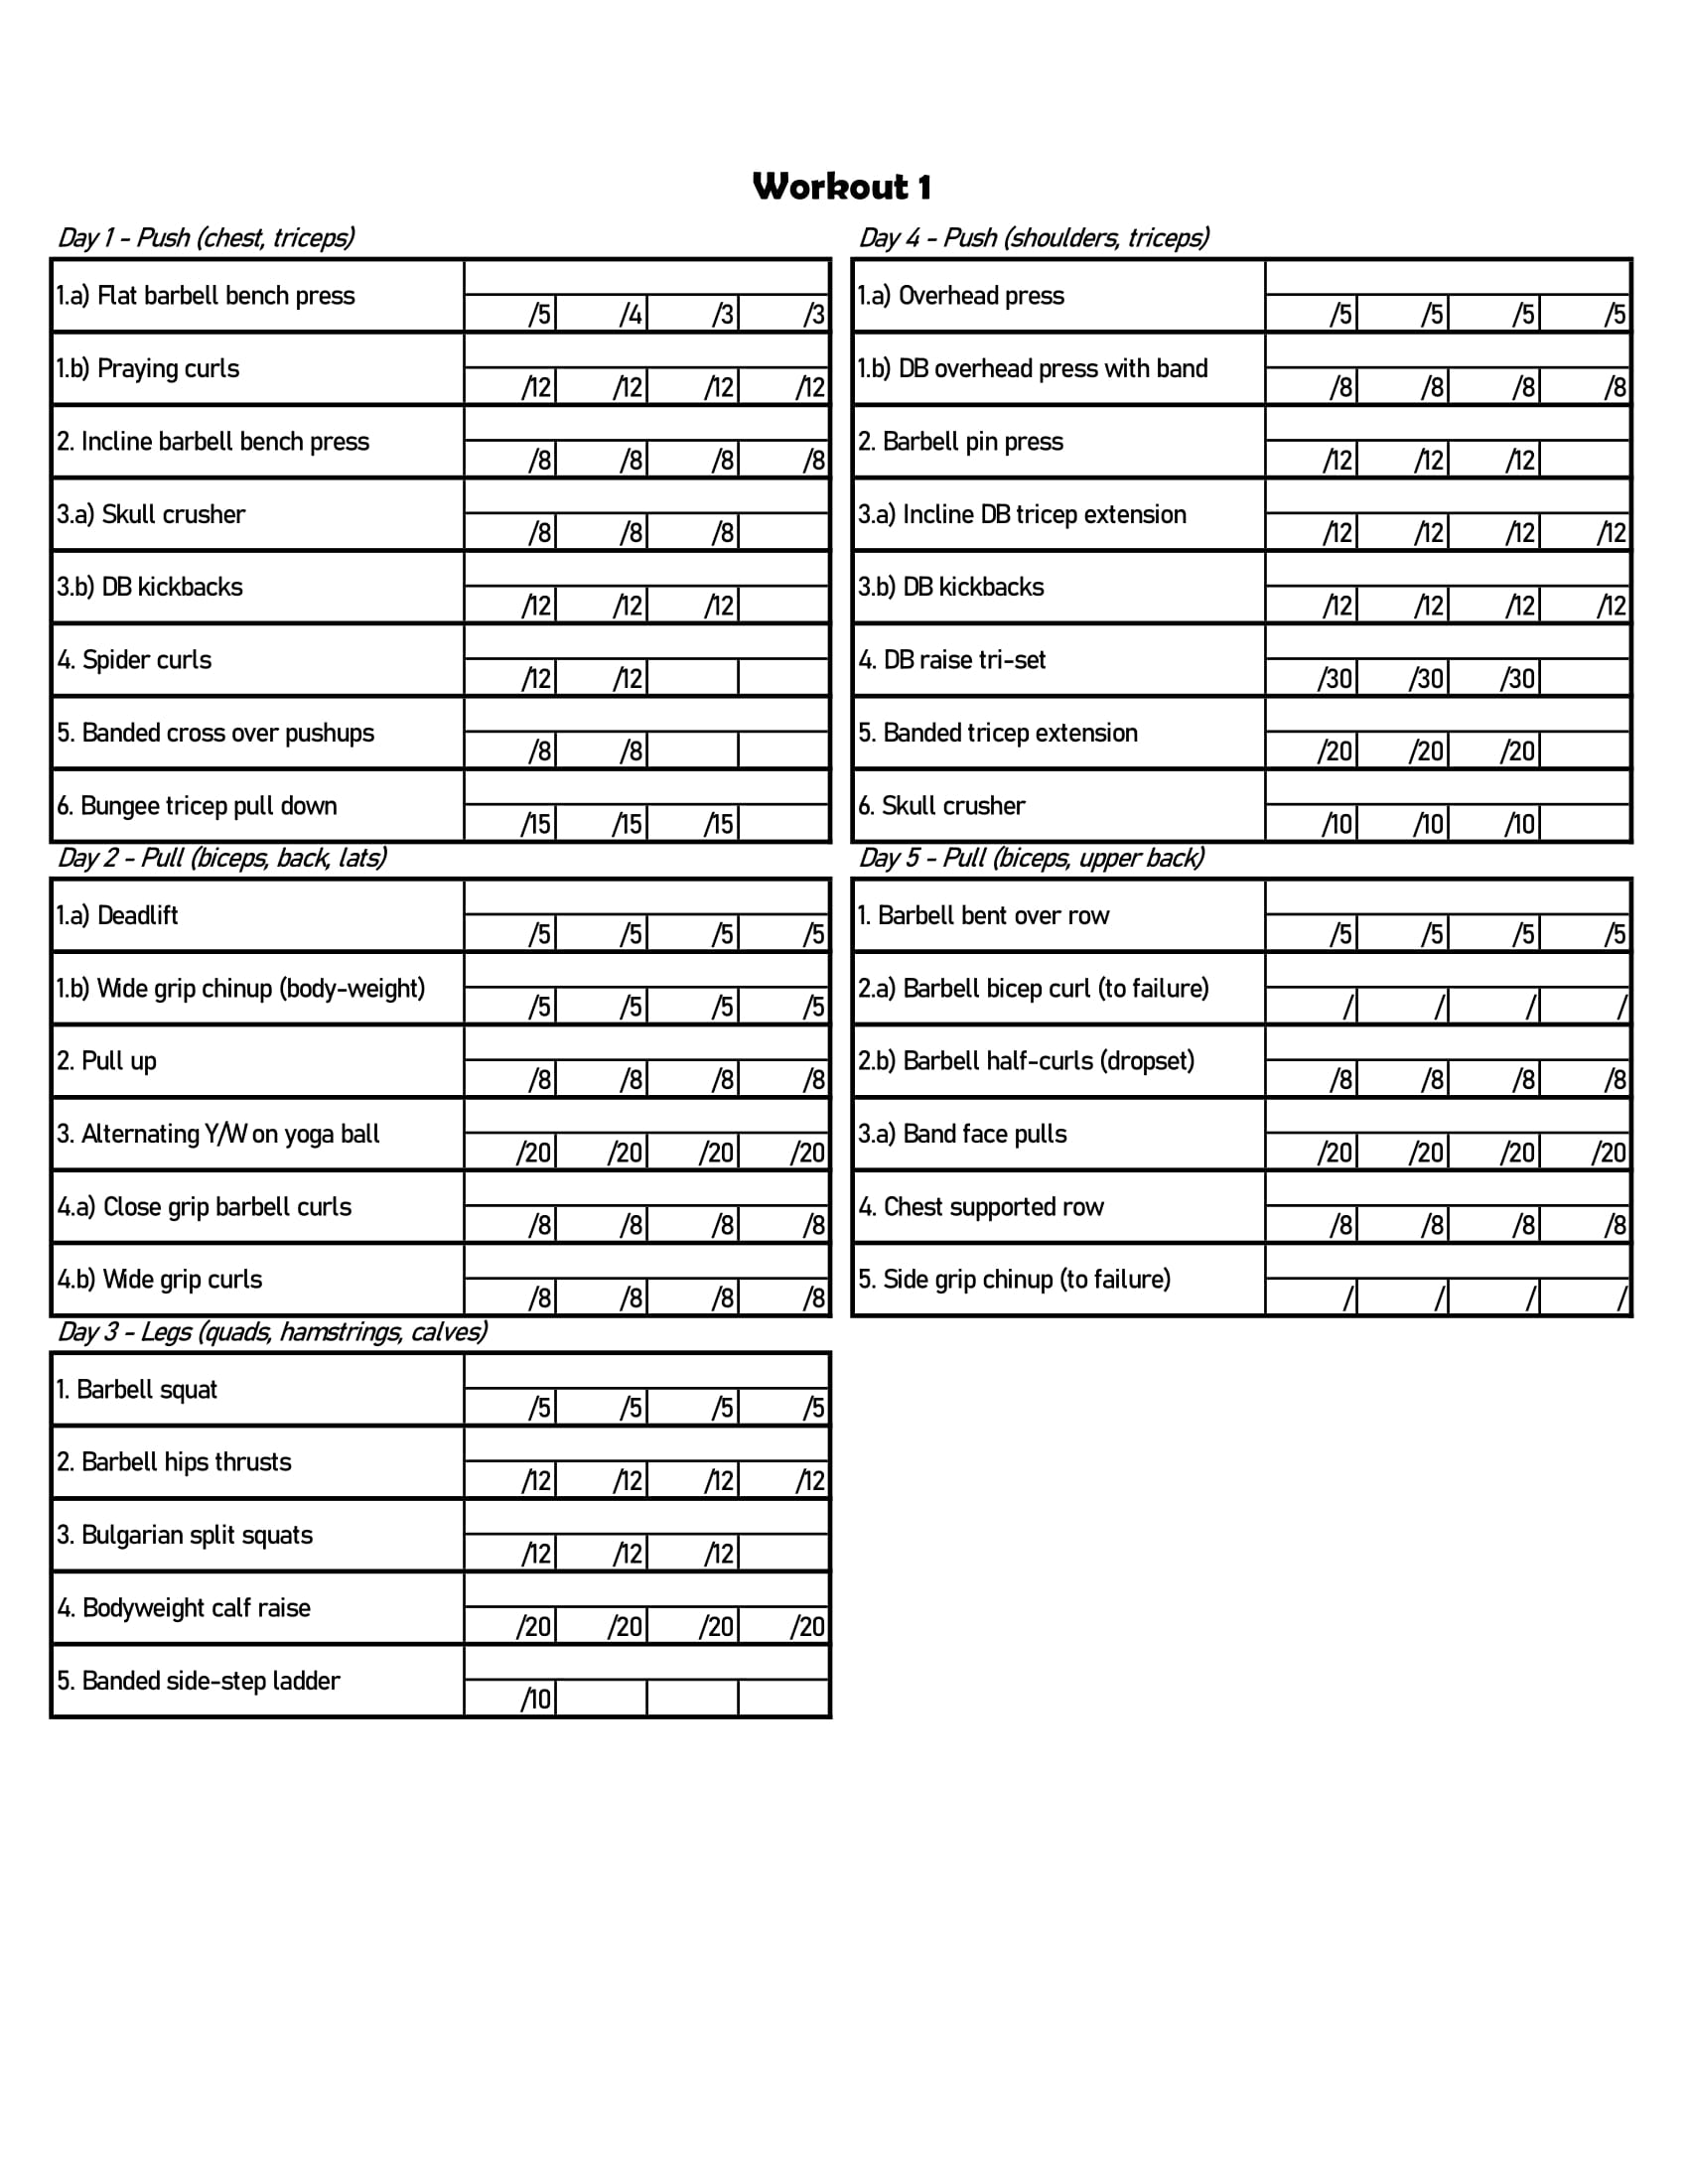 Workout 1
Day 1 - Push (chest, triceps)
1.a) Flat barbell bench press
/5 /4 /3 /3
1.b) Praying curls
/12 /12 /12 /12
2. Incline barbell bench press
/8 /8 /8 /8
3.a) Skull crusher
/8 /8 /8
3.b) DB kickbacks
/12 /12 /12
4. Spider curls
/12 /12
5. Banded cross over pushups
/8 /8
6. Bungee tricep pull down
/15 /15 /15
Day 2 - Pull (biceps, back, lats)
1.a) Deadlift
/5 /5 /5 /5
1.b) Wide grip chinup (body-weight)
/5 /5 /5 /5
2. Pull up
/8 /8 /8 /8
3. Alternating Y/W on yoga ball
/20 /20 /20 /20
4.a) Close grip barbell curls
/8 /8 /8 /8
4.b) Wide grip curls
/8 /8 /8 /8
Day 3 - Legs (quads, hamstrings, calves)
1. Barbell squat
/5 /5 /5 /5
2. Barbell hips thrusts
/12 /12 /12 /12
3. Bulgarian split squats
/12 /12 /12
4. Bodyweight calf raise
/20 /20 /20 /20
5. Banded side-step ladder
/10
Day 4 - Push (shoulders, triceps)
1.a) Overhead press
/5 /5 /5 /5
1.b) DB overhead press with band
/8 /8 /8 /8
2. Barbell pin press
/12 /12 /12
3.a) Incline DB tricep extension
/12 /12 /12 /12
3.b) DB kickbacks
/12 /12 /12 /12
4. DB raise tri-set
/30 /30 /30
5. Banded tricep extension
/20 /20 /20
6. Skull crusher
/10 /10 /10
Day 5 - Pull (biceps, upper back)
1. Barbell bent over row
/5 /5 /5 /5
2.a) Barbell bicep curl (to failure)
/ / / /
2.b) Barbell half-curls (dropset)
/8 /8 /8 /8
3.a) Band face pulls
/20 /20 /20 /20
4. Chest supported row
/8 /8 /8 /8
5. Side grip chinup (to failure)
/ / / /